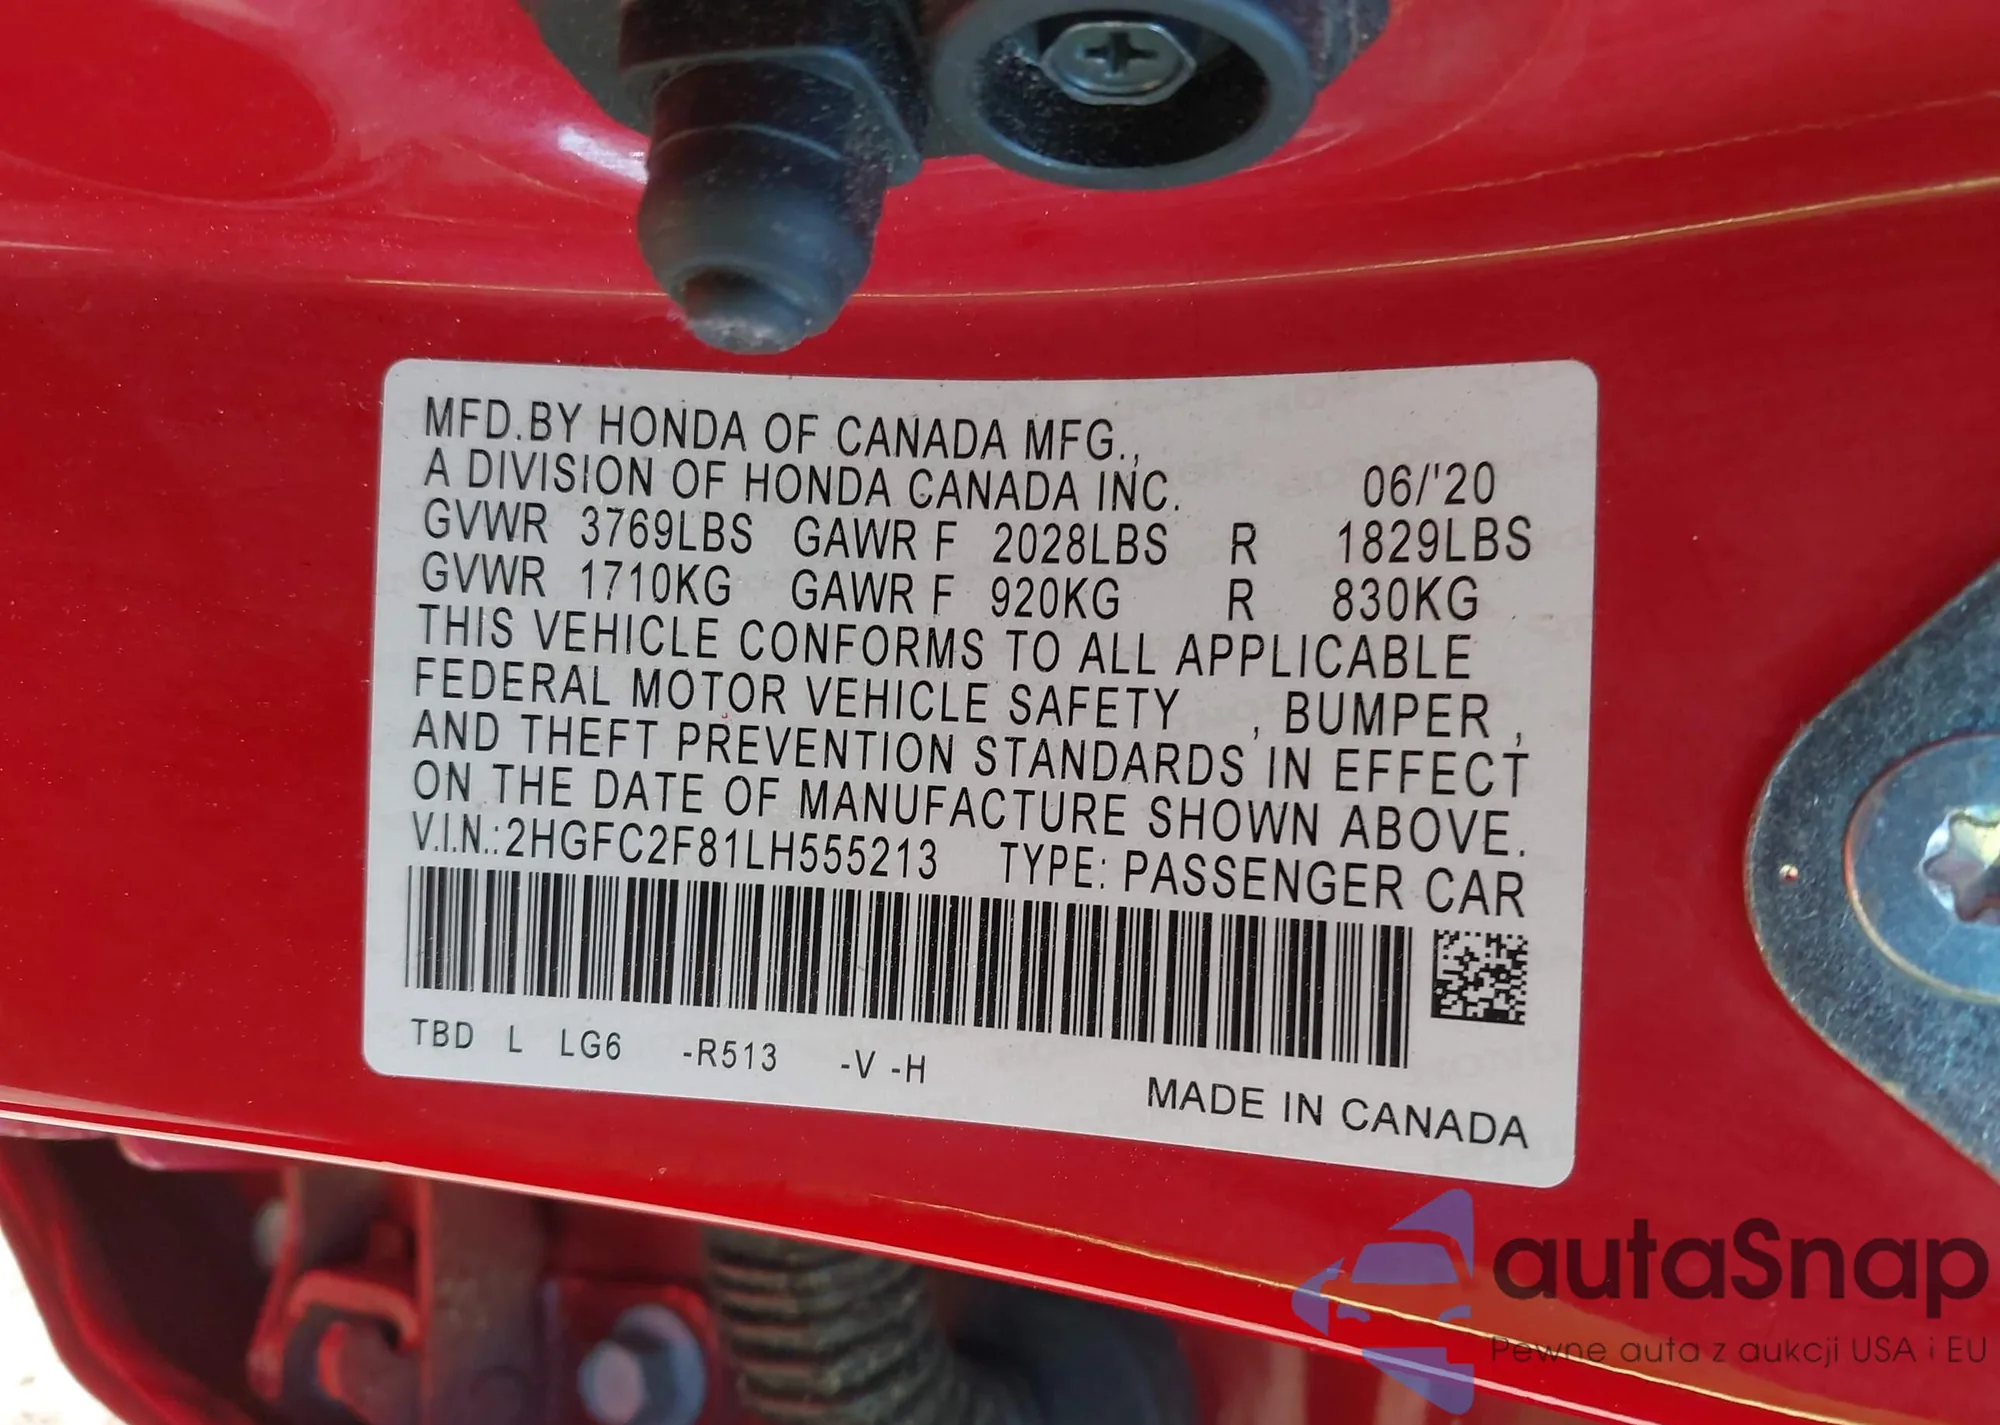 MFD.BY HONDA OF CANADA MFG.,
A DIVISION OF HONDA CANADA INC. 06/'20
GVWR 3769LBS GAWR F 2028LBS R 1829LBS
GVWR 1710KG GAWR F 920KG R 830KG
THIS VEHICLE CONFORMS TO ALL APPLICABLE
FEDERAL MOTOR VEHICLE SAFETY , BUMPER ,
AND THEFT PREVENTION STANDARDS IN EFFECT
ON THE DATE OF MANUFACTURE SHOWN ABOVE.
V.I.N.:2HGFC2F81LH555213 TYPE: PASSENGER CAR
TBD L LG6 -R513 -V -H
MADE IN CANADA
autaSnap
Pewne auta z aukcji USA i EU